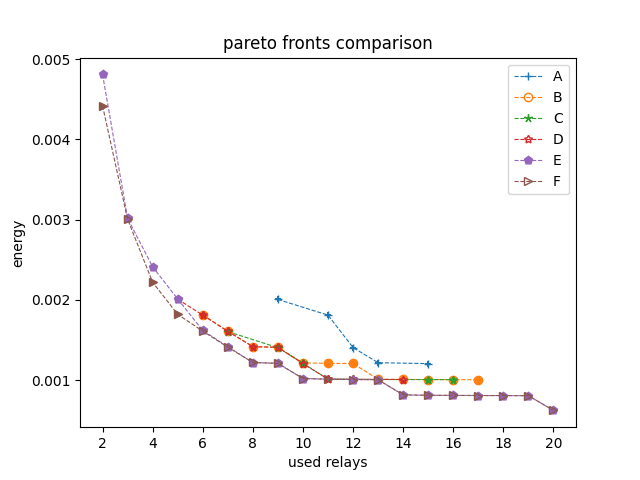 pareto fronts comparison
A
B
C
D
E
F
0.005
0.004
0.003
0.002
0.001
energy
2 4 6 8 10 12 14 16 18 20
used relays